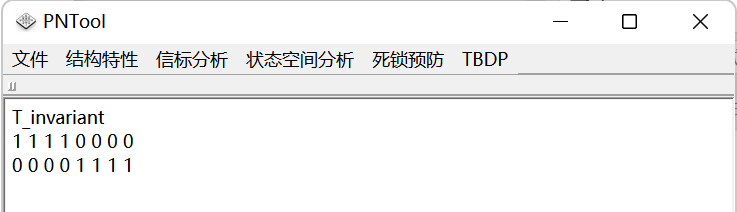 PNTool
文件 结构特性 信标分析 状态空间分析 死锁预防 TBDP
T_invariant
1 1 1 1 0 0 0 0
0 0 0 0 1 1 1 1